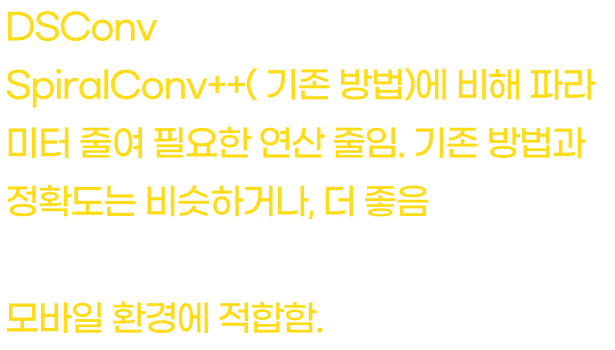 DSConv
SpiralConv++( 기존 방법)에 비해 파라
미터 줄여 필요한 연산 줄임. 기존 방법과
정확도는 비슷하거나, 더 좋음
모바일 환경에 적합함.